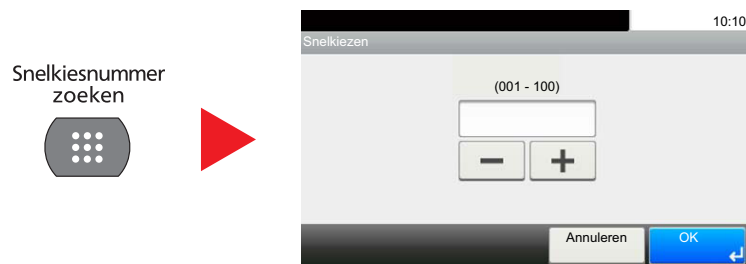 Snelkiesnummer
zoeken
10:10
Snelkiezen
(001 - 100)
Annuleren
OK